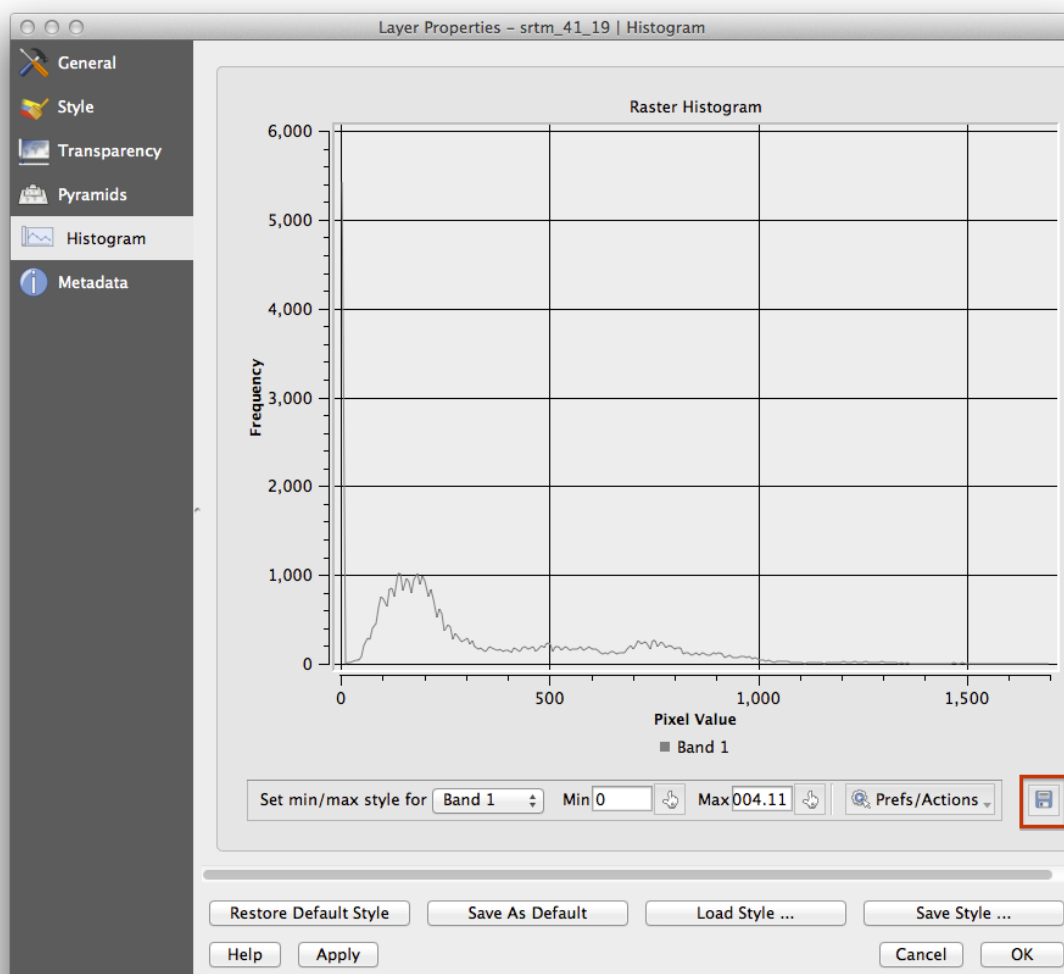 Layer Properties – srtm_41_19 | Histogram
General
Style
Transparency
Pyramids
Histogram
Metadata
Raster Histogram
6,000
5,000
4,000
3,000
2,000
1,000
0
Frequency
0 500 1,000 1,500
Pixel Value
Band 1
Set min/max style for Band 1 Min 0 Max 004.11 Prefs/Actions
Restore Default Style Save As Default Load Style ... Save Style ...
Help Apply Cancel OK